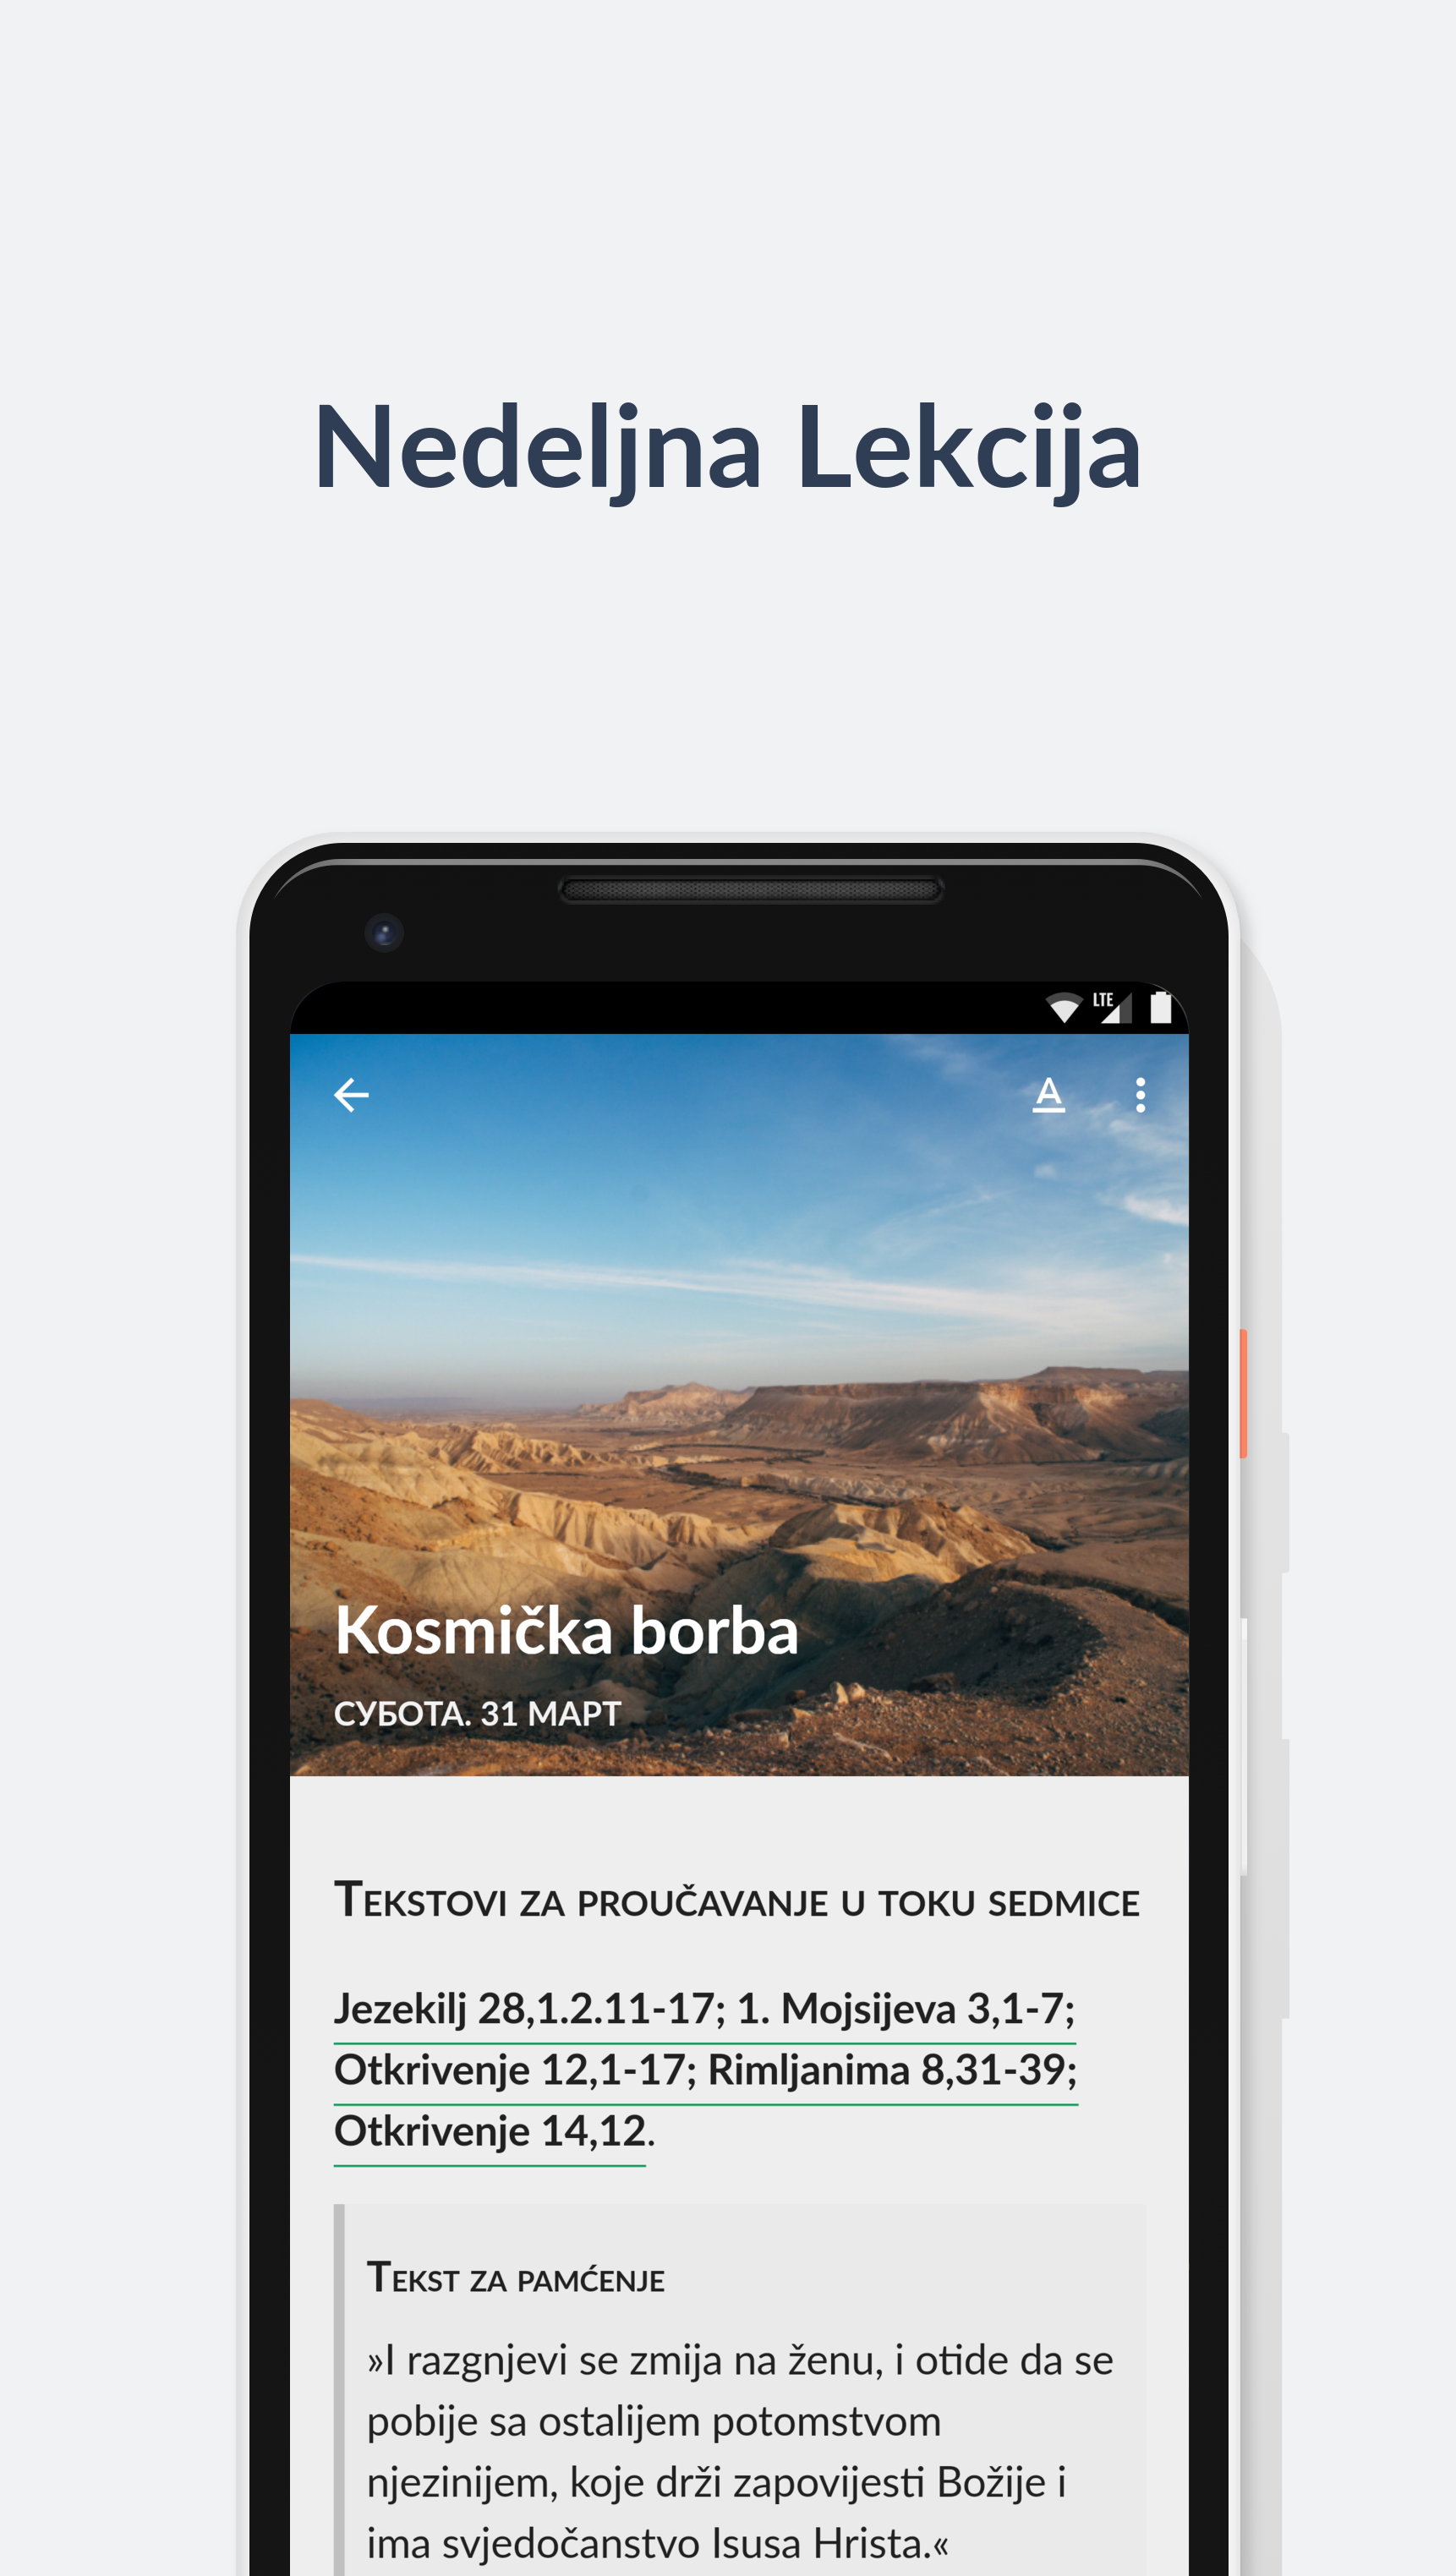 Nedeljna Lekcija
LTE
A
Kosmička borba
СУБОТА. 31 МАРТ
Tekstovi za proučavanje u toku sedmice
Jezekilj 28,1.2.11-17; 1. Mojsijeva 3,1-7;
Otkrivenje 12,1-17; Rimljanima 8,31-39;
Otkrivenje 14,12.
Tekst za pamćenje
»I razgnjevi se zmija na ženu, i otide da se
pobije sa ostalijem potomstvom
njezinijem, koje drži zapovijesti Božije i
ima svjedočanstvo Isusa Hrista.«